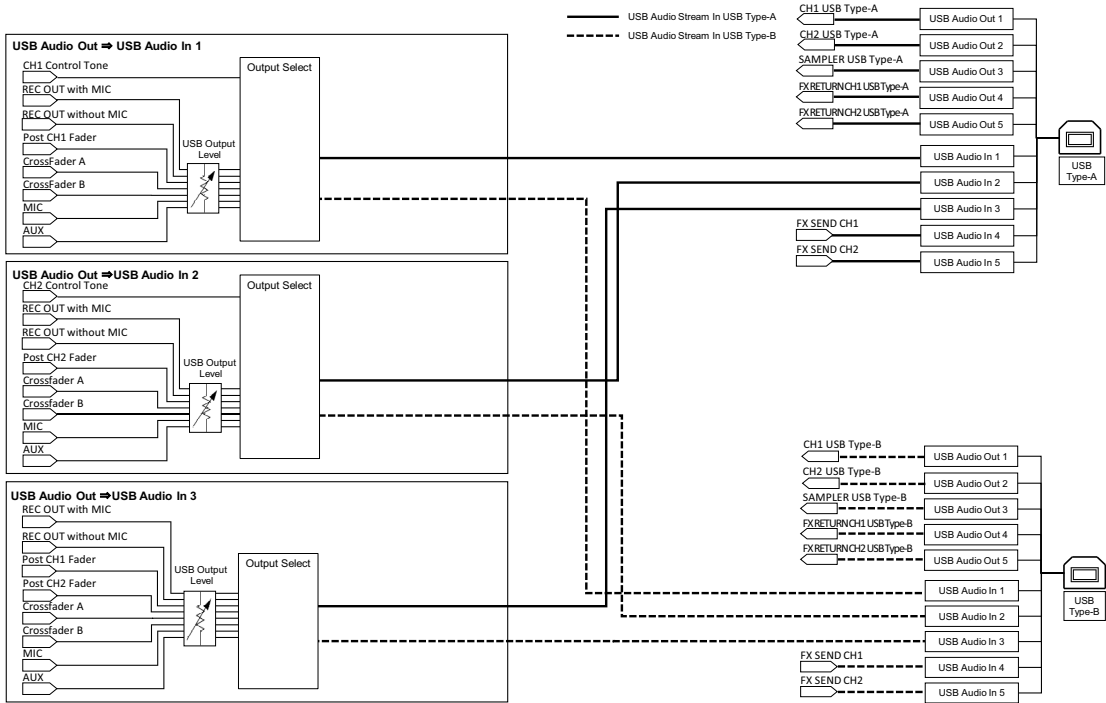 USB Audio Stream In USB Type-A
USB Audio Stream In USB Type-B
USB Audio Out ⇒ USB Audio In 1
CH1 Control Tone
REC OUT with MIC
REC OUT without MIC
Post CH1 Fader
CrossFader A
CrossFader B
MIC
AUX
USB Output
Level
Output Select
USB Audio Out ⇒USB Audio In 2
CH2 Control Tone
REC OUT with MIC
REC OUT without MIC
Post CH2 Fader
Crossfader A
Crossfader B
MIC
AUX
USB Output
Level
Output Select
USB Audio Out ⇒USB Audio In 3
REC OUT with MIC
REC OUT without MIC
Post CH1 Fader
Post CH2 Fader
Crossfader A
Crossfader B
MIC
AUX
USB Output
Level
Output Select
CH1 USB Type-A
USB Audio Out 1
CH2 USB Type-A
USB Audio Out 2
SAMPLER USB Type-A
USB Audio Out 3
FX RETURN CH1 USB Type-A
USB Audio Out 4
FX RETURN CH2 USB Type-A
USB Audio Out 5
USB Audio In 1
USB Audio In 2
USB Audio In 3
FX SEND CH1
USB Audio In 4
FX SEND CH2
USB Audio In 5
USB
Type-A
CH1 USB Type-B
USB Audio Out 1
CH2 USB Type-B
USB Audio Out 2
SAMPLER USB Type-B
USB Audio Out 3
FX RETURN CH1 USB Type-B
USB Audio Out 4
FX RETURN CH2 USB Type-B
USB Audio Out 5
USB Audio In 1
USB Audio In 2
USB Audio In 3
FX SEND CH1
USB Audio In 4
FX SEND CH2
USB Audio In 5
USB
Type-B